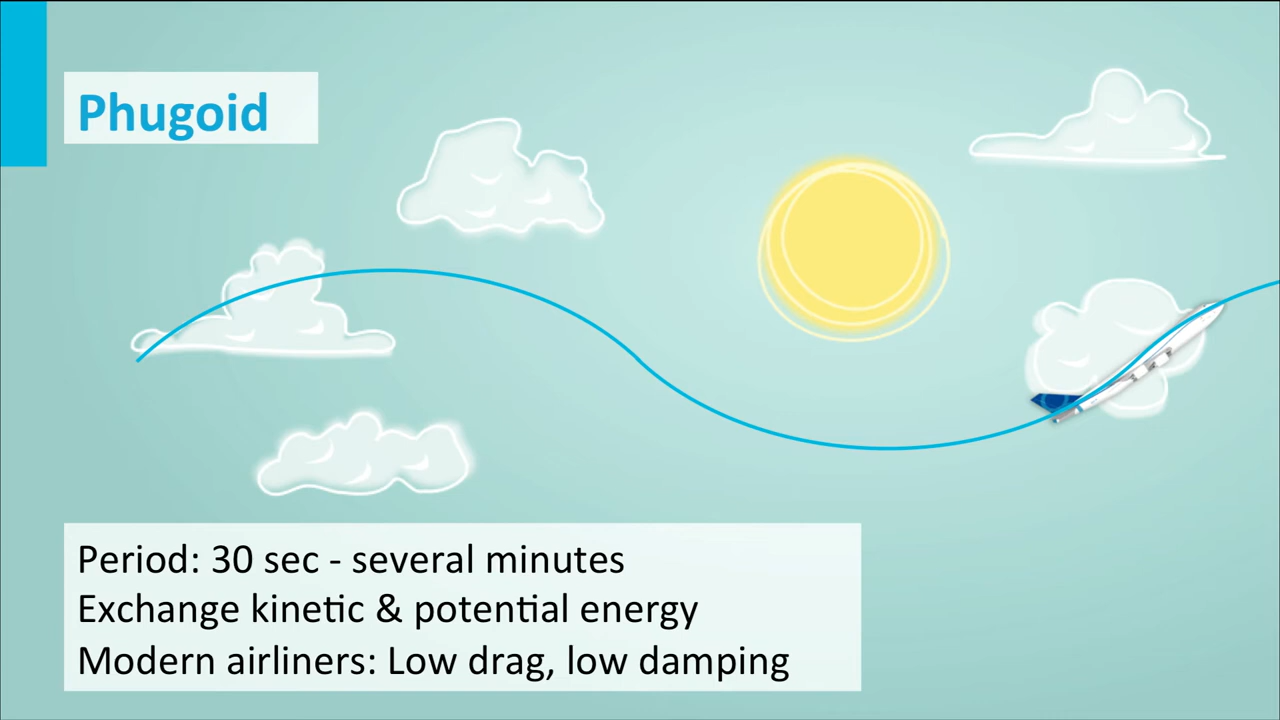 Phugoid
Period: 30 sec - several minutes
Exchange kinetic & potential energy
Modern airliners: Low drag, low damping